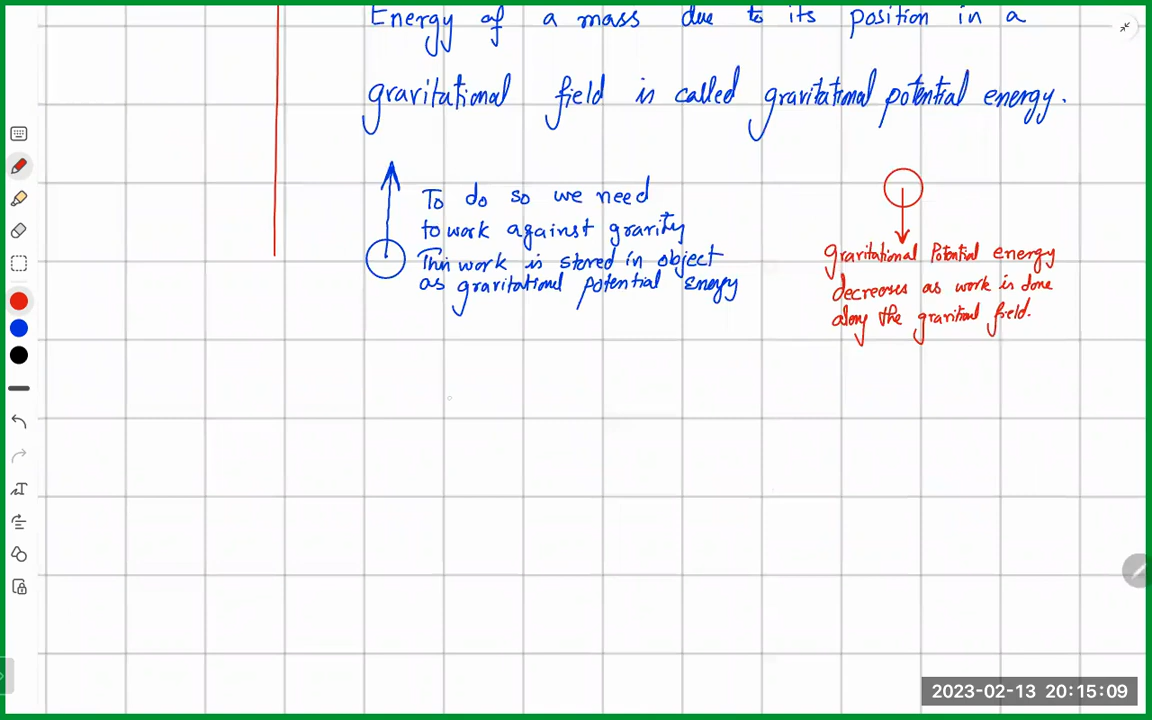 Energy of a mass due to its position in a
gravitational field is called gravitational potential energy.
To do so we need
to work against gravity
This work is stored in object
as gravitational potential energy
gravitational Potential energy
decreases as work is done
along the gravitional field.
2023-02-13 20:15:09